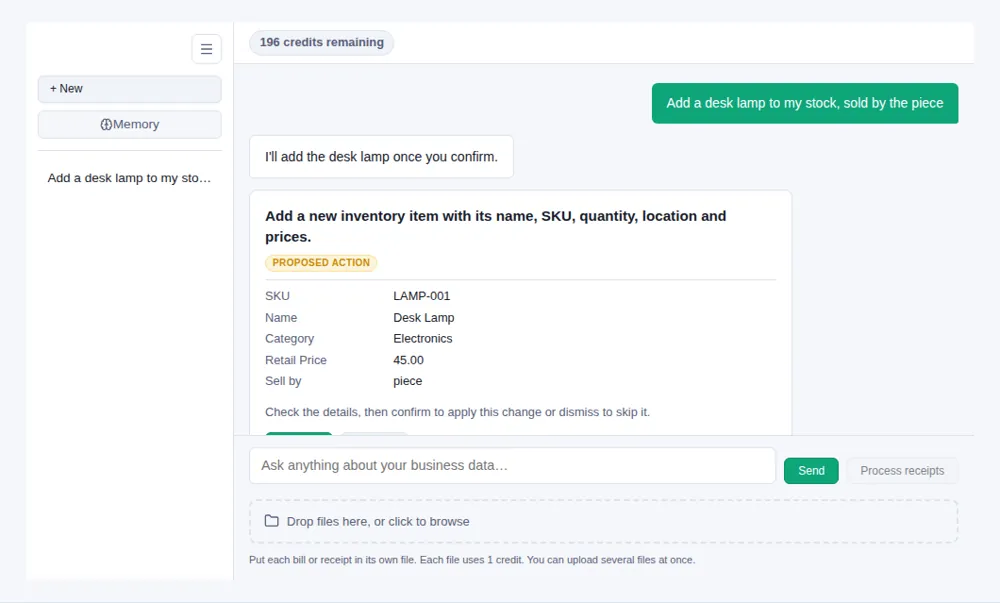 196 credits remaining
+ New
Memory
Add a desk lamp to my sto…
Add a desk lamp to my stock, sold by the piece
I'll add the desk lamp once you confirm.
Add a new inventory item with its name, SKU, quantity, location and
prices.
PROPOSED ACTION
SKU LAMP-001
Name Desk Lamp
Category Electronics
Retail Price 45.00
Sell by piece
Check the details, then confirm to apply this change or dismiss to skip it.
Ask anything about your business data…
Send
Process receipts
Drop files here, or click to browse
Put each bill or receipt in its own file. Each file uses 1 credit. You can upload several files at once.